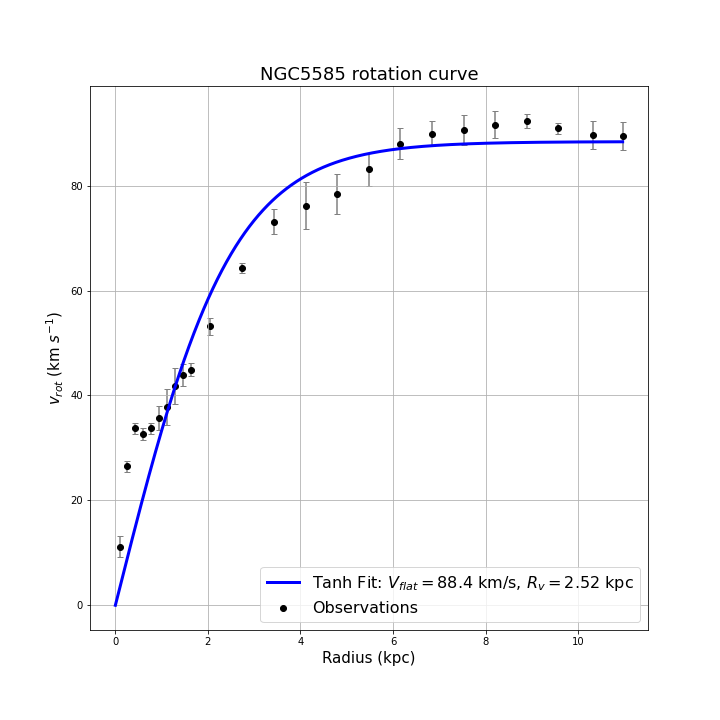 NGC5585 rotation curve
80
60
40
20
0
v_rot (km s⁻¹)
Tanh Fit: V_flat = 88.4 km/s, R_v = 2.52 kpc
Observations
0 2 4 6 8 10
Radius (kpc)